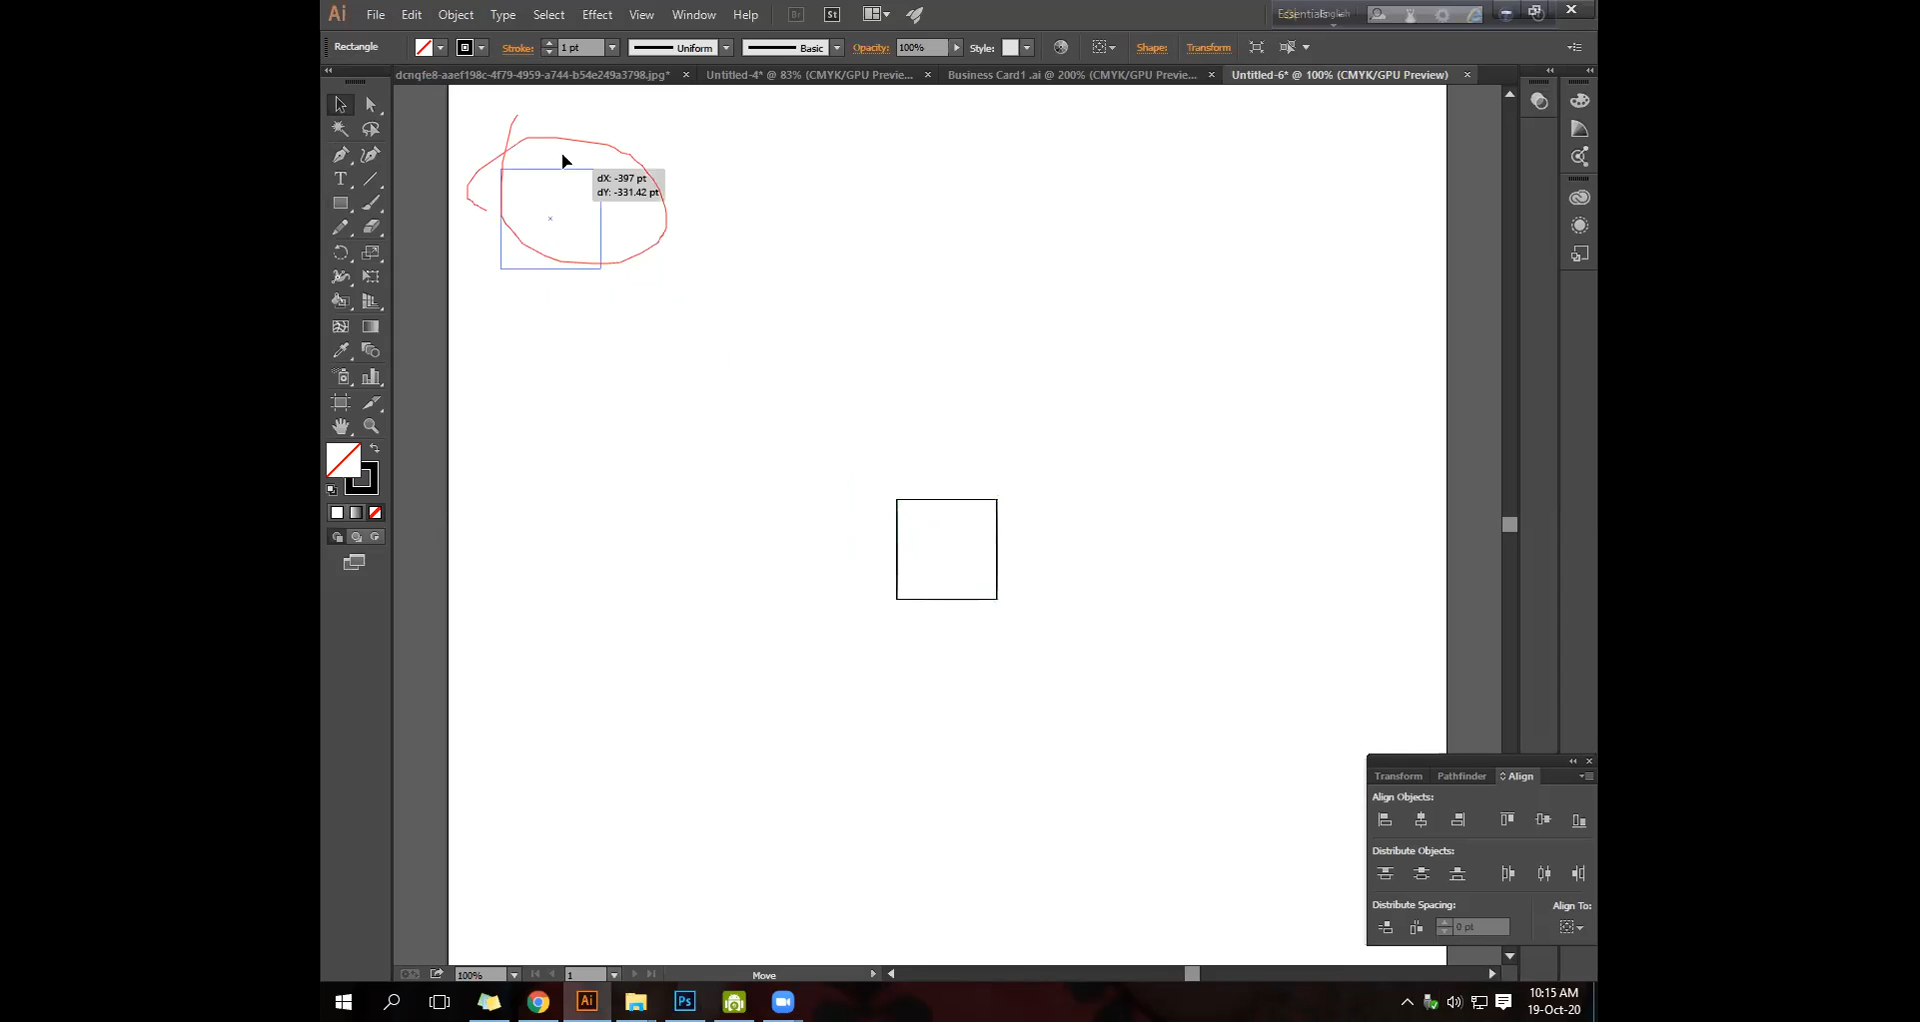 Ai File Edit Object Type Select Effect View Window Help Br St
Rectangle Stroke: 1 pt Uniform Basic Opacity: 100% Style: Shape: Transform
dcnqfe8-aaef198c-4f79-4959-a744-b54e249a3798.jpg* × Untitled-4* @ 83% (CMYK/GPU Previe... × Business Card1 .ai @ 200% (CMYK/GPU Previe... × Untitled-6* @ 100% (CMYK/GPU Preview) ×
dX: -397 pt
dY: -331.42 pt
Transform Pathfinder Align
Align Objects:
Distribute Objects:
Distribute Spacing: Align To:
0 pt
100% 1 Move
Ai Ps 10:15 AM
19-Oct-20